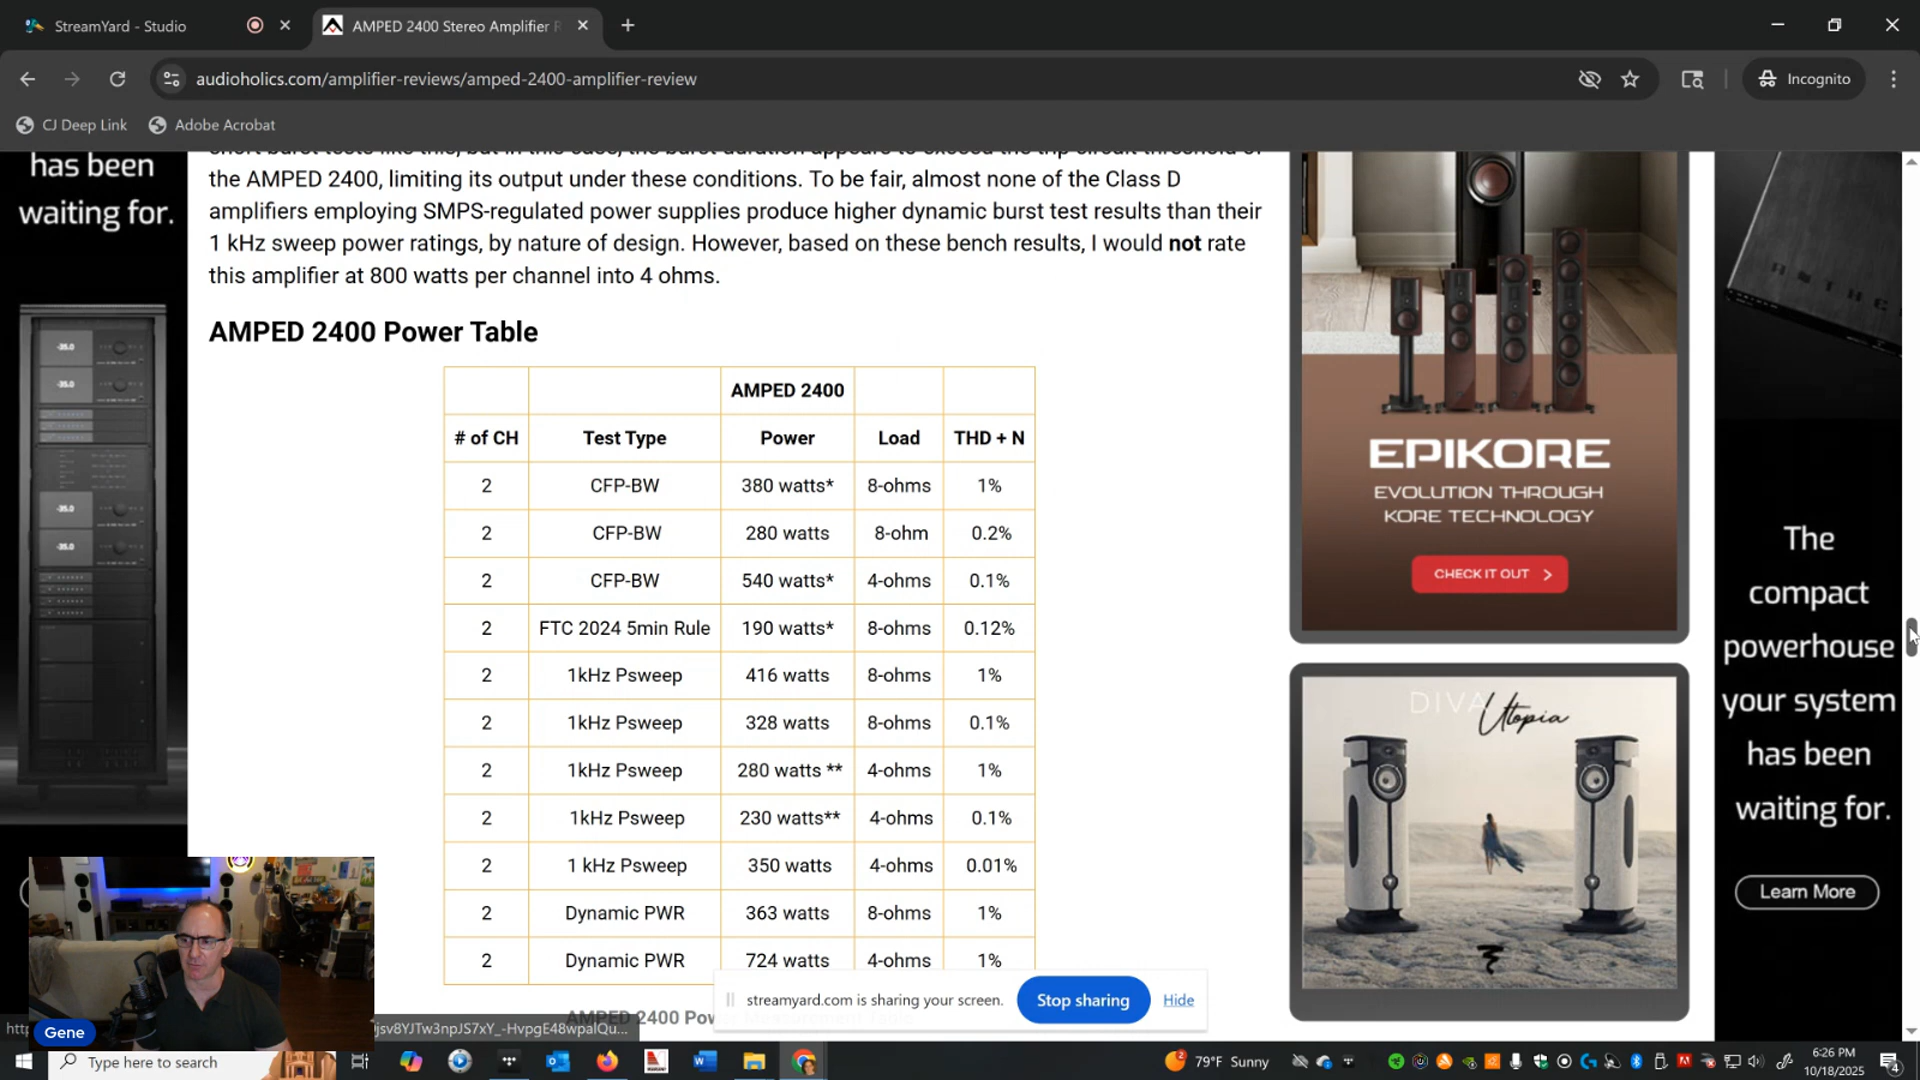 StreamYard - Studio
AMPED 2400 Stereo Amplifier R
audioholics.com/amplifier-reviews/amped-2400-amplifier-review
Incognito
CJ Deep Link
Adobe Acrobat
has been
waiting for.
the AMPED 2400, limiting its output under these conditions. To be fair, almost none of the Class D
amplifiers employing SMPS-regulated power supplies produce higher dynamic burst test results than their
1 kHz sweep power ratings, by nature of design. However, based on these bench results, I would not rate
this amplifier at 800 watts per channel into 4 ohms.
AMPED 2400 Power Table
AMPED 2400
# of CH Test Type Power Load THD + N
2 CFP-BW 380 watts* 8-ohms 1%
2 CFP-BW 280 watts 8-ohm 0.2%
2 CFP-BW 540 watts* 4-ohms 0.1%
2 FTC 2024 5min Rule 190 watts* 8-ohms 0.12%
2 1kHz Psweep 416 watts 8-ohms 1%
2 1kHz Psweep 328 watts 8-ohms 0.1%
2 1kHz Psweep 280 watts ** 4-ohms 1%
2 1kHz Psweep 230 watts** 4-ohms 0.1%
2 1 kHz Psweep 350 watts 4-ohms 0.01%
2 Dynamic PWR 363 watts 8-ohms 1%
2 Dynamic PWR 724 watts 4-ohms 1%
EPIKORE
EVOLUTION THROUGH
KORE TECHNOLOGY
CHECK IT OUT
DIVA Utopia
The
compact
powerhouse
your system
has been
waiting for.
Learn More
streamyard.com is sharing your screen.
Stop sharing
Hide
Gene
Type here to search
79°F Sunny
6:26 PM
10/18/2025
4